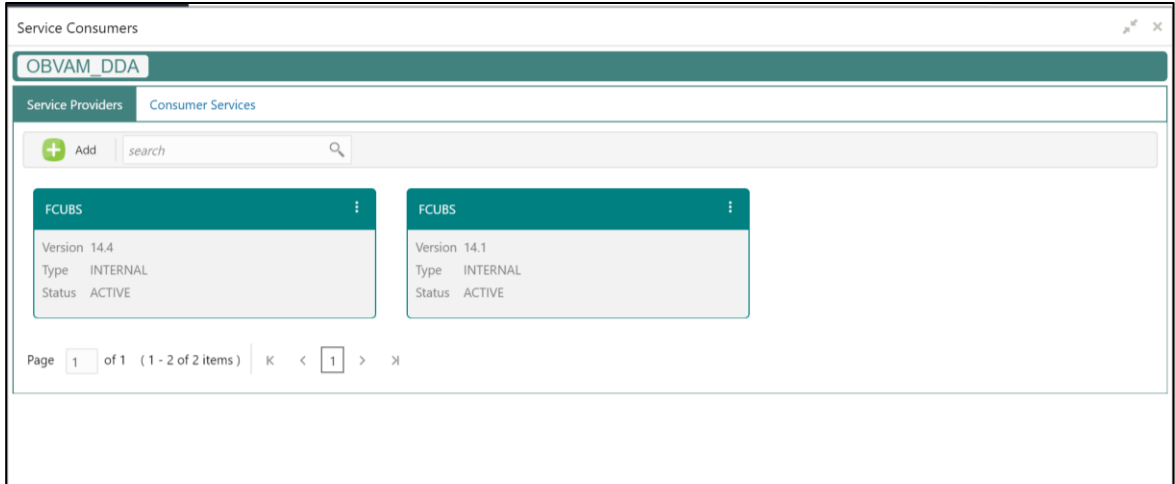 Service Consumers
OBVAM_DDA
Service Providers Consumer Services
Add search
FCUBS FCUBS
Version 14.4 Version 14.1
Type INTERNAL Type INTERNAL
Status ACTIVE Status ACTIVE
Page 1 of 1 ( 1 - 2 of 2 items ) 1